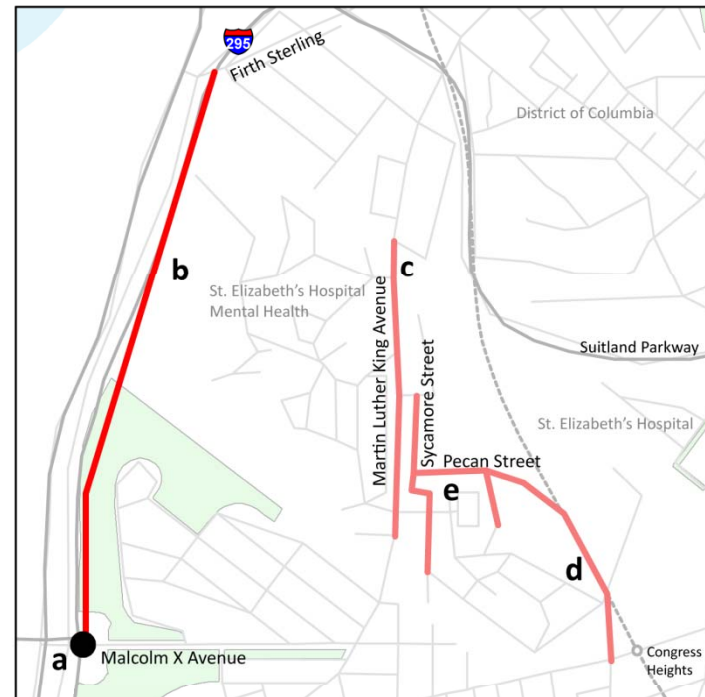 295
Firth Sterling
District of Columbia
c
b
St. Elizabeth's Hospital
Mental Health
Martin Luther King Avenue
Sycamore Street
Suitland Parkway
St. Elizabeth's Hospital
Pecan Street
e
d
a
Malcolm X Avenue
Congress
Heights